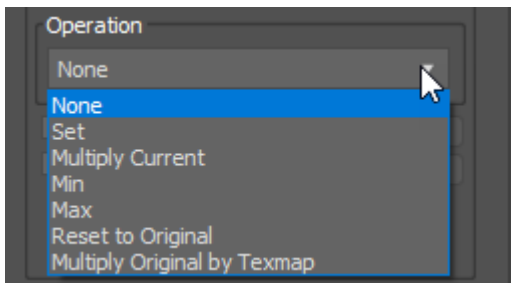 Operation
None
None
Set
Multiply Current
Min
Max
Reset to Original
Multiply Original by Texmap